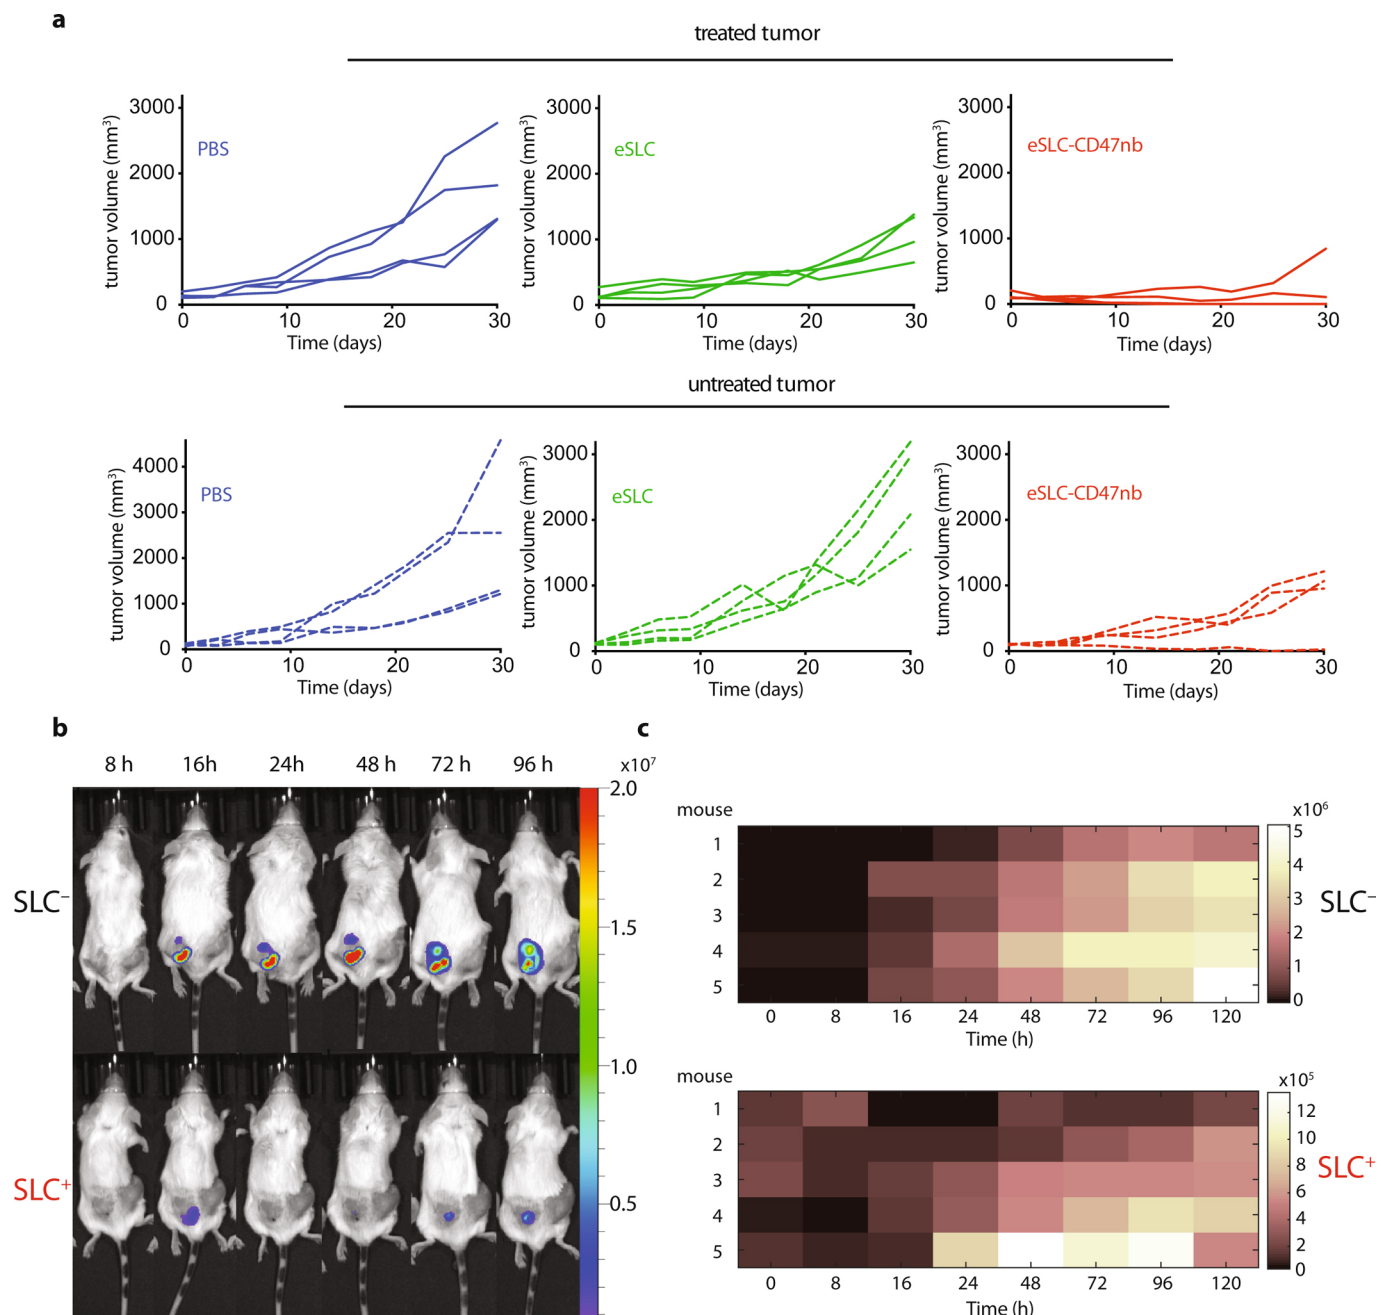 a
treated tumor
tumor volume (mm³)
3000
2000
1000
0
PBS
0 10 20 30
Time (days)
tumor volume (mm³)
3000
2000
1000
0
eSLC
0 10 20 30
Time (days)
tumor volume (mm³)
3000
2000
1000
0
eSLC-CD47nb
0 10 20 30
Time (days)
untreated tumor
tumor volume (mm³)
4000
3000
2000
1000
0
PBS
0 10 20 30
Time (days)
tumor volume (mm³)
3000
2000
1000
0
eSLC
0 10 20 30
Time (days)
tumor volume (mm³)
3000
2000
1000
0
eSLC-CD47nb
0 10 20 30
Time (days)
b
8 h 16h 24h 48 h 72 h 96 h x10⁷
SLC⁻
SLC⁺
2.0
1.5
1.0
0.5
c
mouse
1
2
3
4
5
0 8 16 24 48 72 96 120
Time (h)
x10⁶
5
4
3
2
1
0
SLC⁻
mouse
1
2
3
4
5
0 8 16 24 48 72 96 120
Time (h)
x10⁵
12
10
8
6
4
2
0
SLC⁺